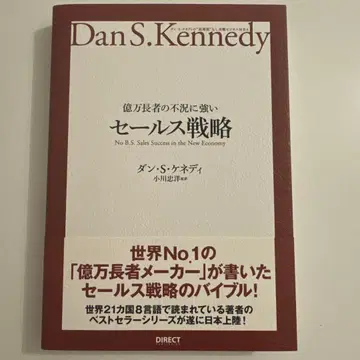 Dan S. Kennedy
億万長者の不況に強い
セールス戦略
No B.S. Sales Success in the New Economy
ダン・S・ケネディ
小川忠洋
世界No.1の
「億万長者メーカー」が書いた
セールス戦略のバイブル!
世界21カ国8言語で読まれている著者の
ベストセラーシリーズが遂に日本上陸!
DIRECT